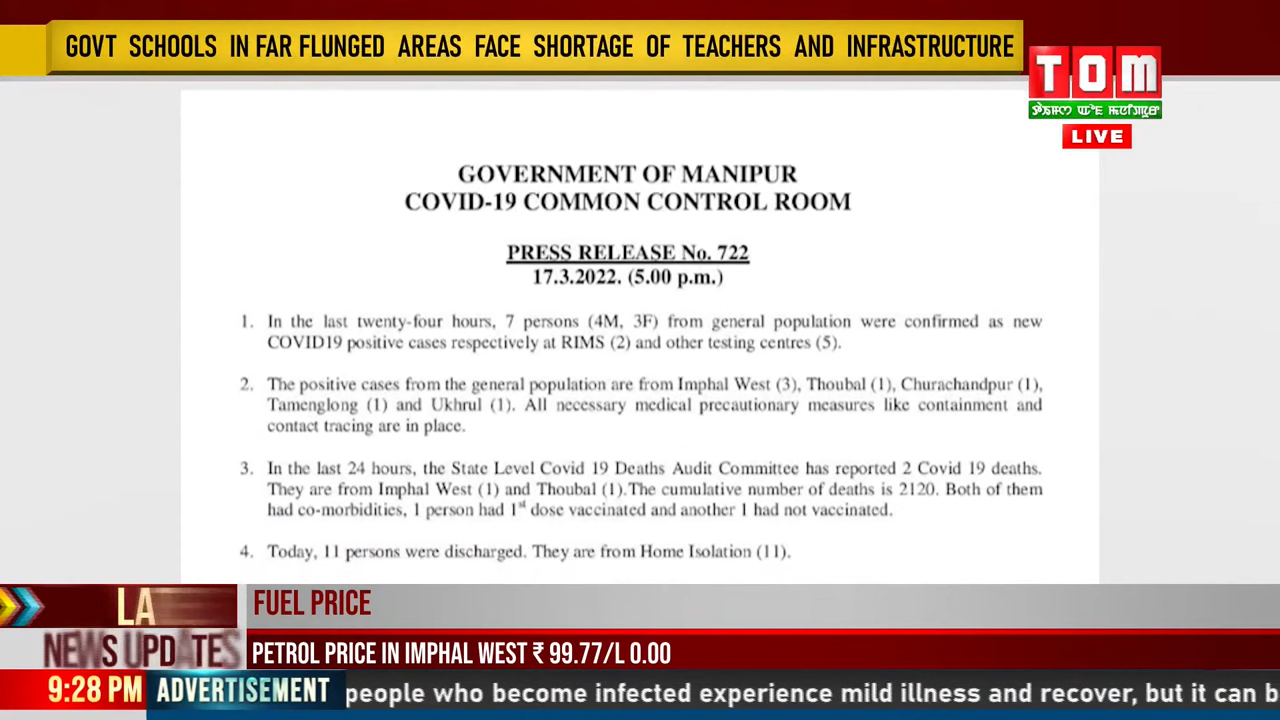 GOVT SCHOOLS IN FAR FLUNGED AREAS FACE SHORTAGE OF TEACHERS AND INFRASTRUCTURE
TOM
LIVE
GOVERNMENT OF MANIPUR
COVID-19 COMMON CONTROL ROOM
PRESS RELEASE No. 722
17.3.2022. (5.00 p.m.)
1. In the last twenty-four hours, 7 persons (4M, 3F) from general population were confirmed as new
COVID19 positive cases respectively at RIMS (2) and other testing centres (5).
2. The positive cases from the general population are from Imphal West (3), Thoubal (1), Churachandpur (1),
Tamenglong (1) and Ukhrul (1). All necessary medical precautionary measures like containment and
contact tracing are in place.
3. In the last 24 hours, the State Level Covid 19 Deaths Audit Committee has reported 2 Covid 19 deaths.
They are from Imphal West (1) and Thoubal (1).The cumulative number of deaths is 2120. Both of them
had co-morbidities, 1 person had 1st dose vaccinated and another 1 had not vaccinated.
4. Today, 11 persons were discharged. They are from Home Isolation (11).
LA
NEWS UPDATES
FUEL PRICE
PETROL PRICE IN IMPHAL WEST ₹ 99.77/L 0.00
9:28 PM
ADVERTISEMENT
people who become infected experience mild illness and recover, but it can b